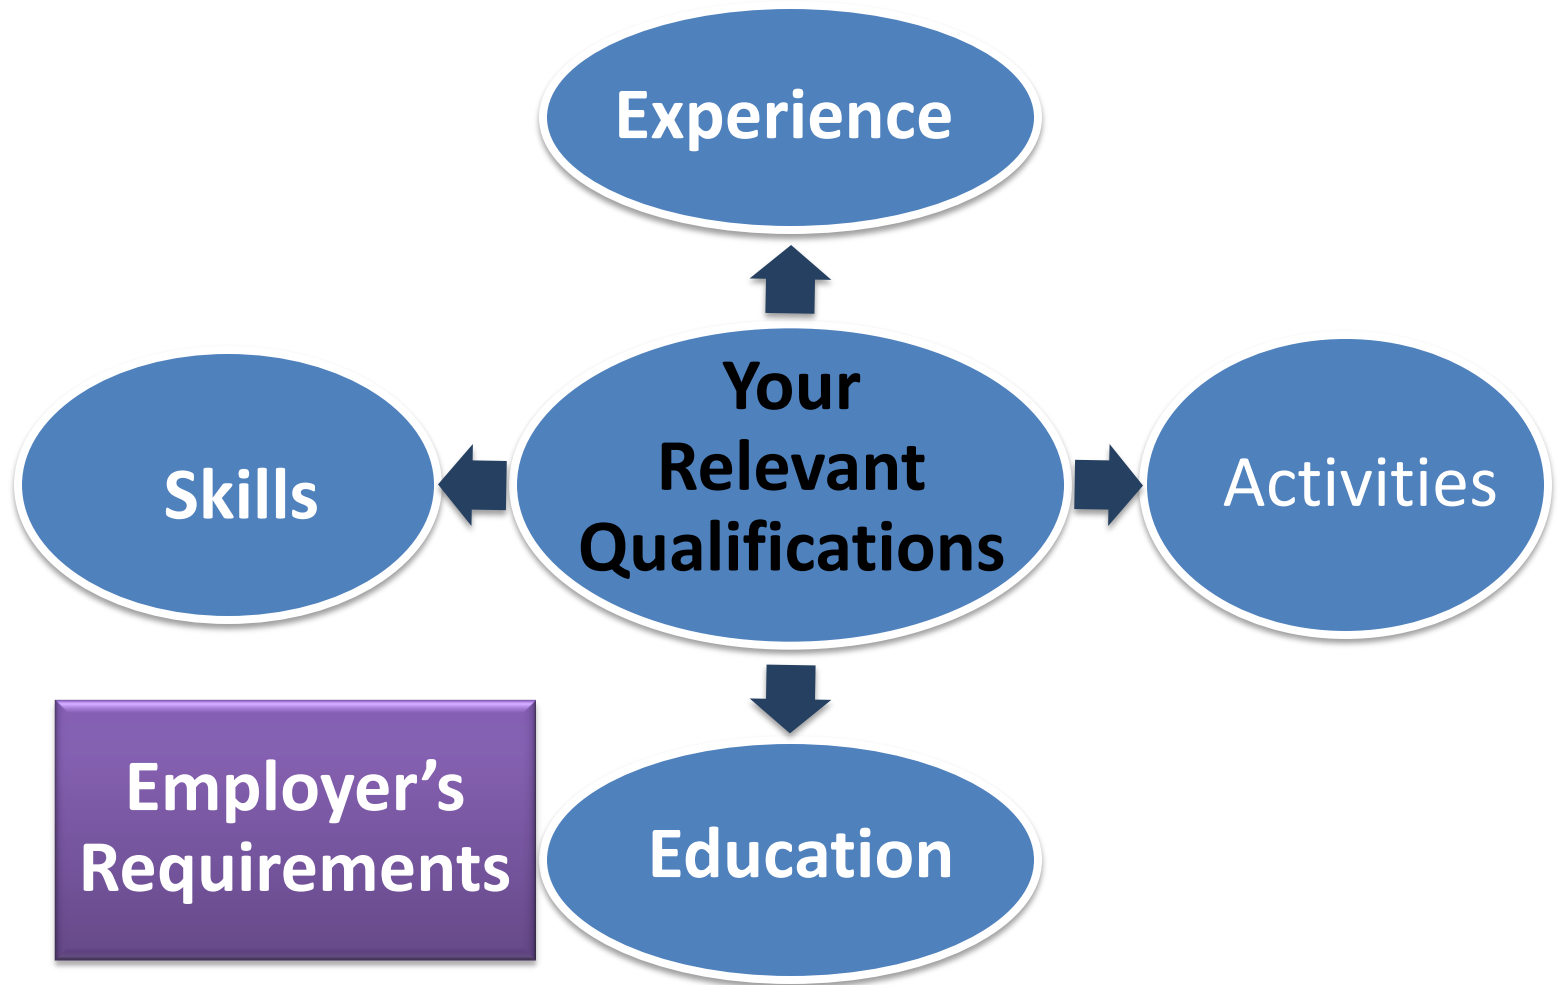 Experience
Your
Relevant
Qualifications
Skills
Activities
Employer’s
Requirements
Education